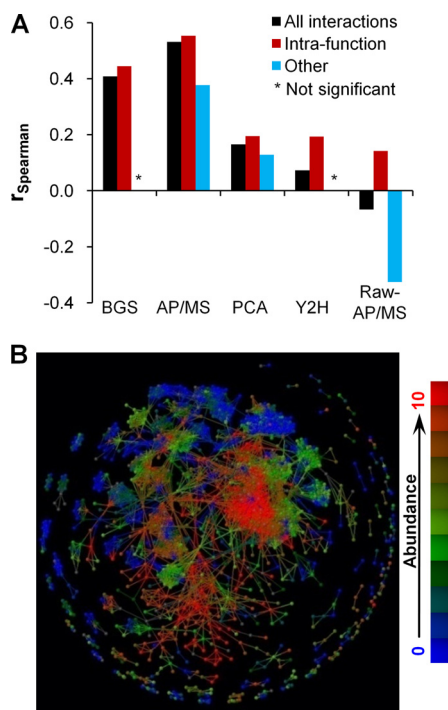 A
All interactions
Intra-function
Other
* Not significant
rSpearman
0.6
0.4
0.2
0.0
-0.2
-0.4
*
*
BGS
AP/MS
PCA
Y2H
Raw-
AP/MS
B
10
Abundance
0